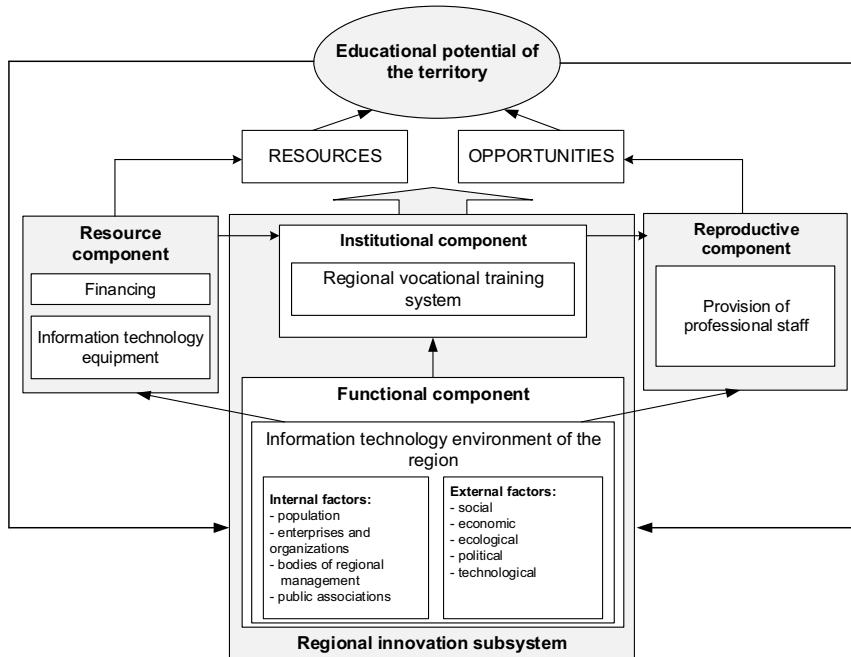 Educational potential of
the territory
RESOURCES
OPPORTUNITIES
Resource
component
Financing
Information technology
equipment
Institutional component
Regional vocational training
system
Reproductive
component
Provision of
professional staff
Functional component
Information technology environment of the
region
Internal factors:
- population
- enterprises and
organizations
- bodies of regional
management
- public associations
External factors:
- social
- economic
- ecological
- political
- technological
Regional innovation subsystem